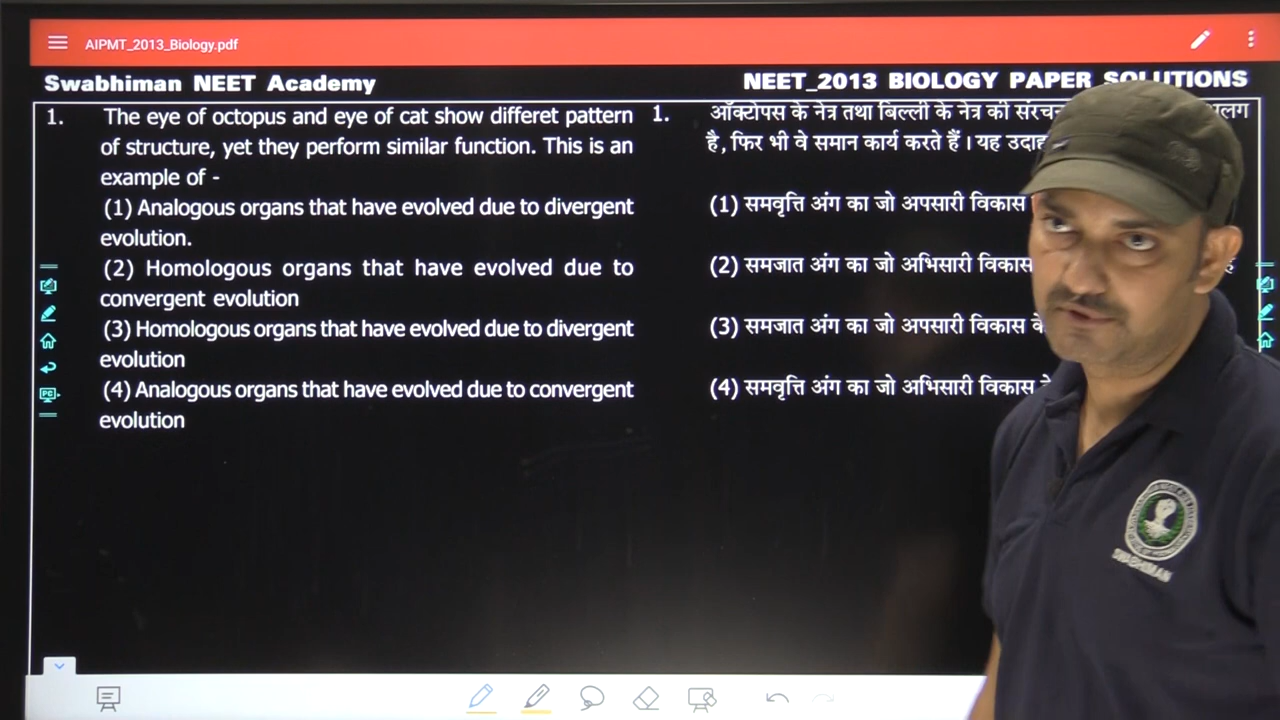 AIPMT_2013_Biology.pdf
Swabhiman NEET Academy
NEET_2013 BIOLOGY PAPER SOLUTIONS
1. The eye of octopus and eye of cat show differet pattern
of structure, yet they perform similar function. This is an
example of -
(1) Analogous organs that have evolved due to divergent
evolution.
(2) Homologous organs that have evolved due to
convergent evolution
(3) Homologous organs that have evolved due to divergent
evolution
(4) Analogous organs that have evolved due to convergent
evolution
1. ऑक्टोपस के नेत्र तथा बिल्ली के नेत्र की
है, फिर भी वे समान कार्य करते हैं। यह
(1) समवृत्ति अंग का जो अपसारी विकास
(2) समजात अंग का जो अभिसारी विकास
(3) समजात अंग का जो अपसारी विकास के
(4) समवृत्ति अंग का जो अभिसारी विकास
PC
SWABHIMAN